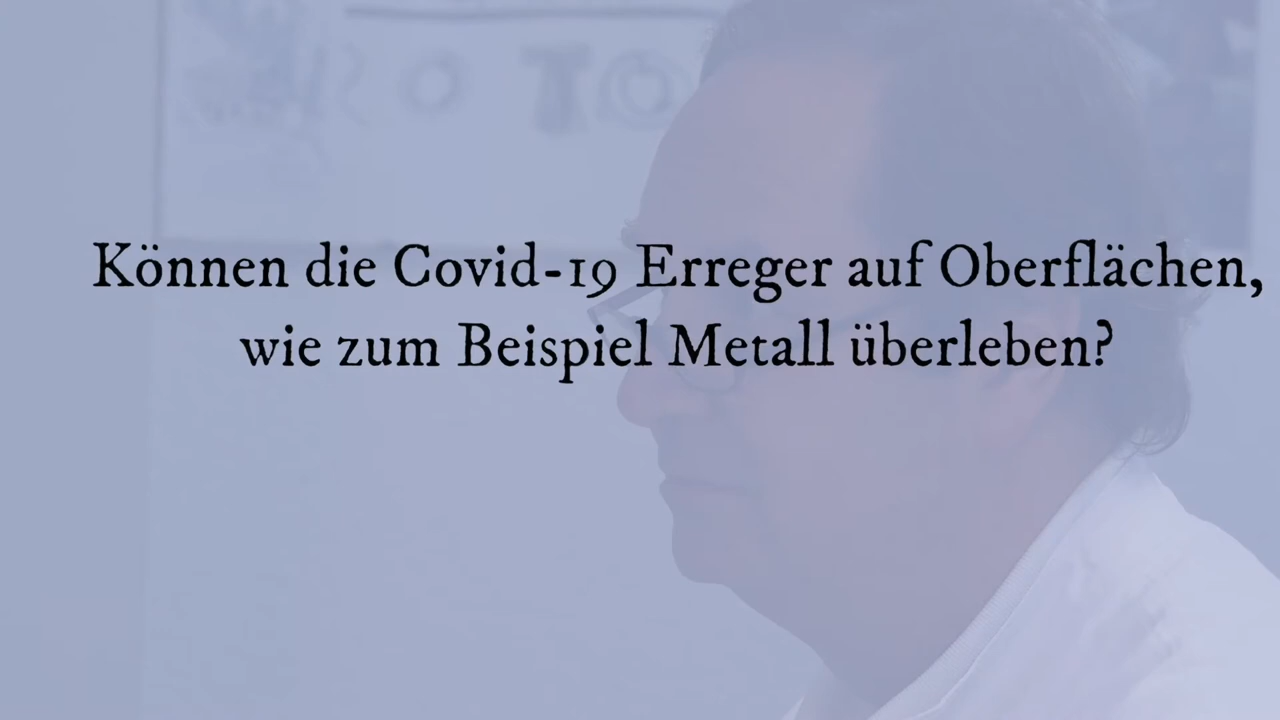 Können die Covid-19 Erreger auf Oberflächen,
wie zum Beispiel Metall überleben?